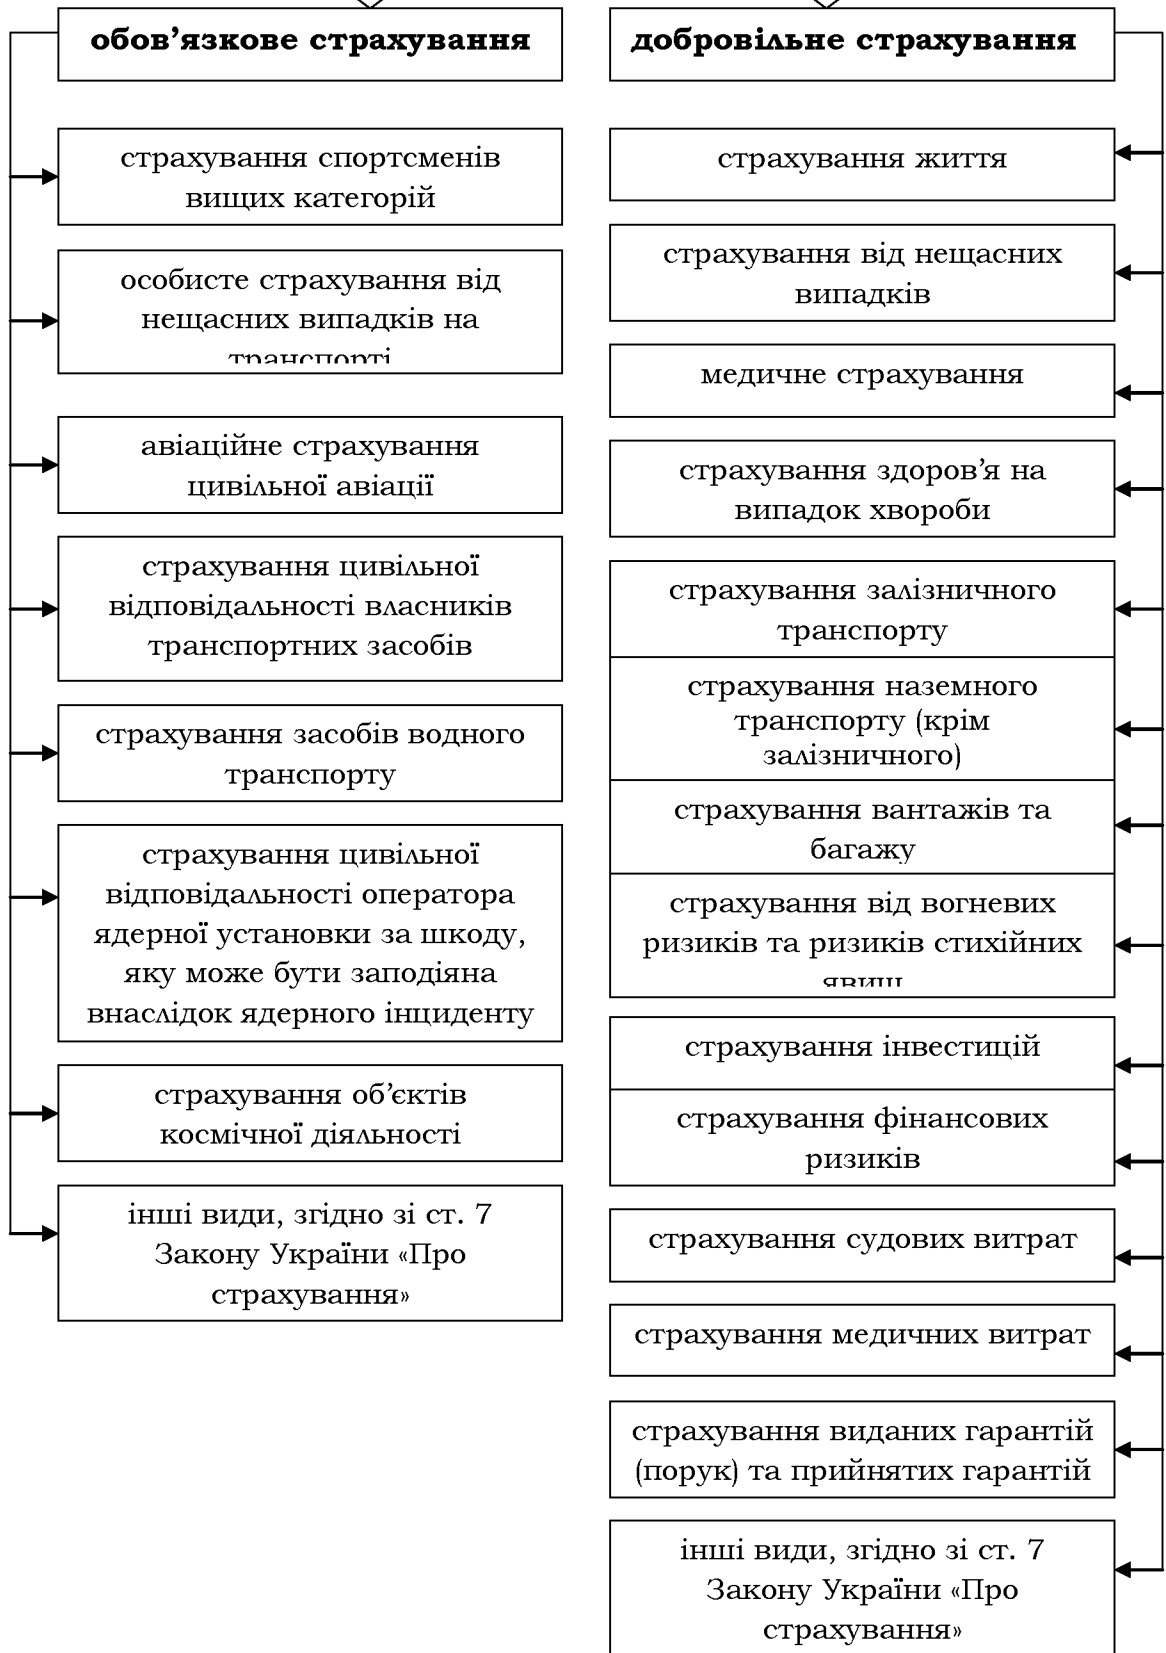 обов’язкове страхування
страхування спортсменів
вищих категорій
особисте страхування від
нещасних випадків на
транспорті
авіаційне страхування
цивільної авіації
страхування цивільної
відповідальності власників
транспортних засобів
страхування засобів водного
транспорту
страхування цивільної
відповідальності оператора
ядерної установки за шкоду,
яку може бути заподіяна
внаслідок ядерного інциденту
страхування об’єктів
космічної діяльності
інші види, згідно зі ст. 7
Закону України «Про
страхування»
добровільне страхування
страхування життя
страхування від нещасних
випадків
медичне страхування
страхування здоров’я на
випадок хвороби
страхування залізничного
транспорту
страхування наземного
транспорту (крім
залізничного)
страхування вантажів та
багажу
страхування від вогневих
ризиків та ризиків стихійних
явищ
страхування інвестицій
страхування фінансових
ризиків
страхування судових витрат
страхування медичних витрат
страхування виданих гарантій
(порук) та прийнятих гарантій
інші види, згідно зі ст. 7
Закону України «Про
страхування»